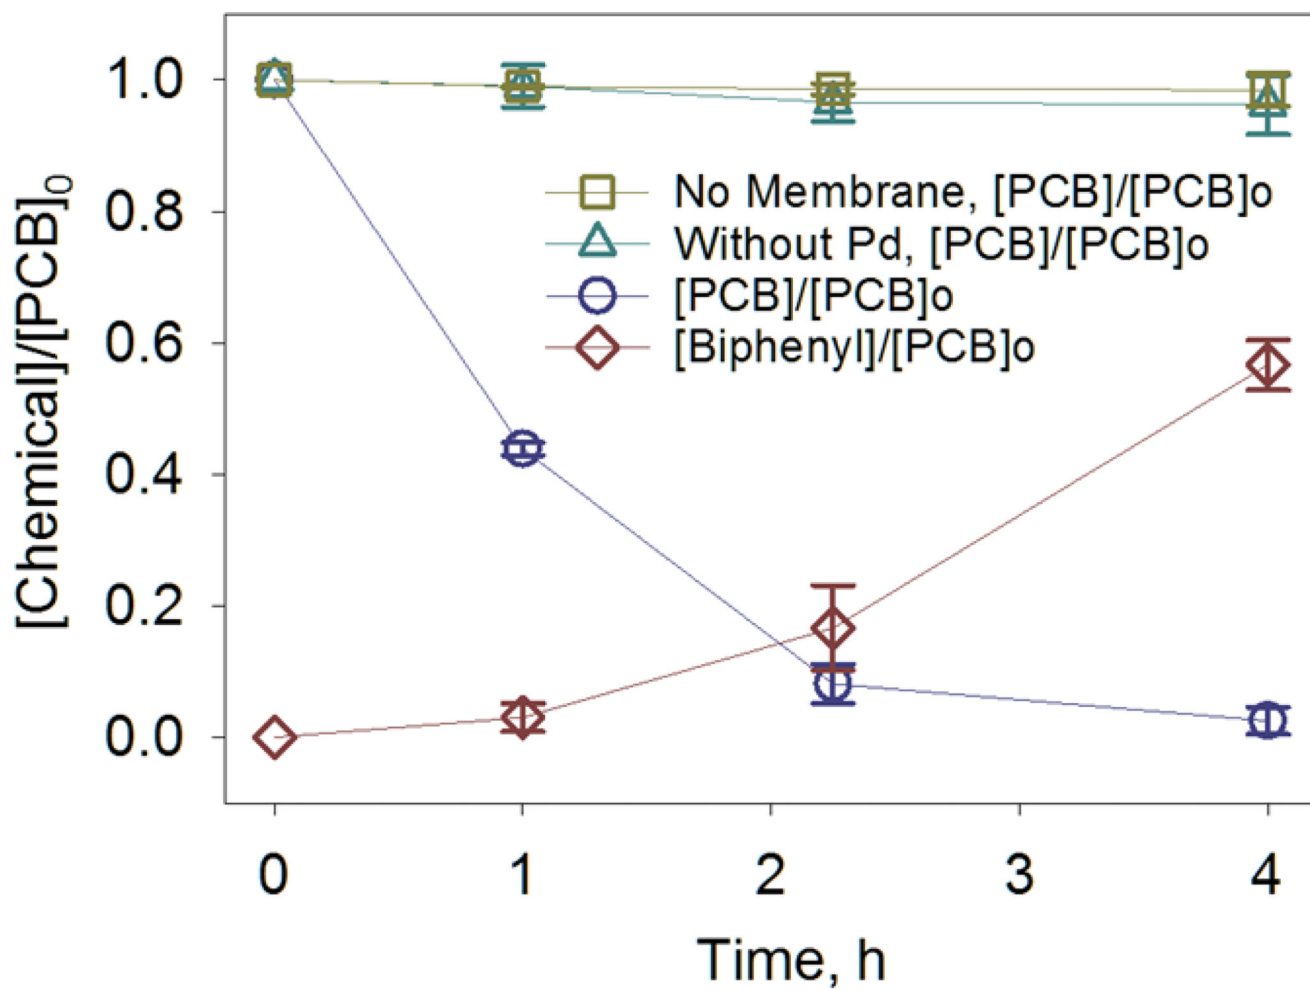 [Chemical]/[PCB]₀
1.0
0.8
0.6
0.4
0.2
0.0
No Membrane, [PCB]/[PCB]o
Without Pd, [PCB]/[PCB]o
[PCB]/[PCB]o
[Biphenyl]/[PCB]o
0 1 2 3 4
Time, h